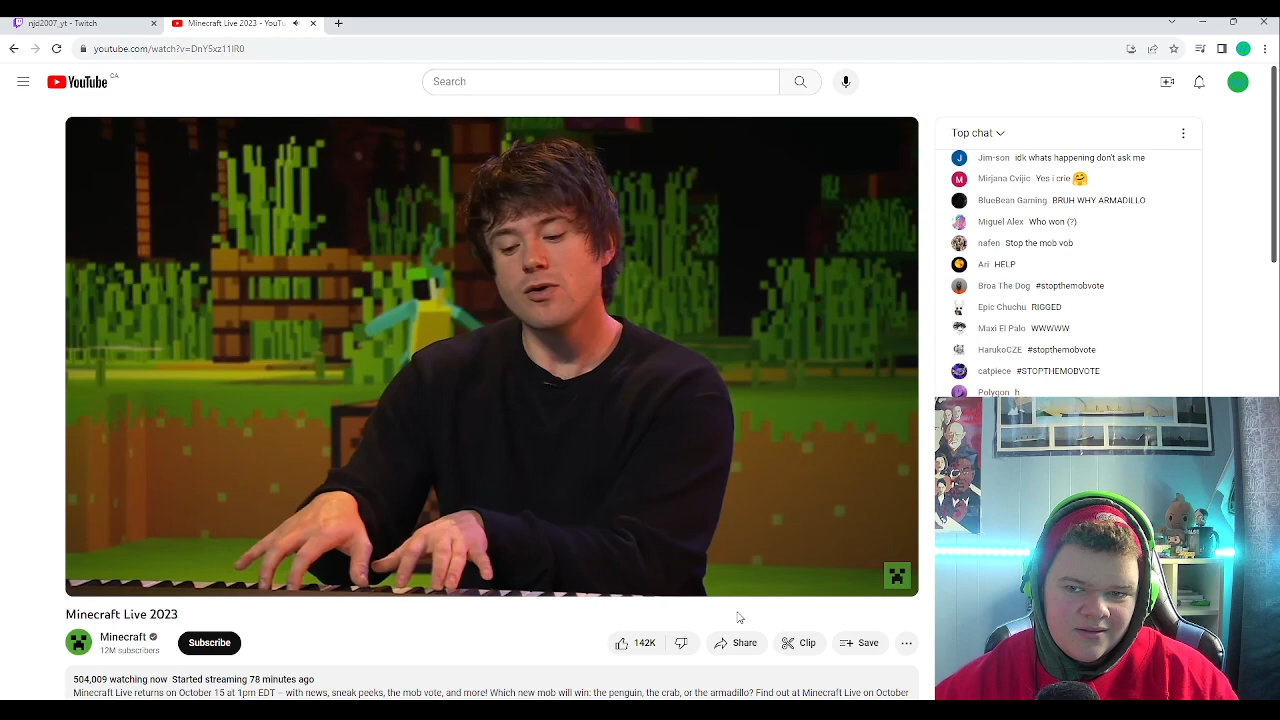 njd2007_yt - Twitch
Minecraft Live 2023 - YouTu
youtube.com/watch?v=DnY5xz11IR0
YouTube CA
Search
Top chat
Jim-son idk whats happening don't ask me
Mirjana Cvijic Yes i crie 🤗
BlueBean Gaming BRUH WHY ARMADILLO
Miguel Alex Who won (?)
nafen Stop the mob vob
Ari HELP
Broa The Dog #stopthemobvote
Epic Chuchu RIGGED
Maxi El Palo WWWWW
HarukoCZE #stopthemobvote
catpiece #STOPTHEMOBVOTE
Polygon h
Minecraft Live 2023
Minecraft
12M subscribers
Subscribe
142K
Share
Clip
Save
504,009 watching now Started streaming 78 minutes ago
Minecraft Live returns on October 15 at 1pm EDT – with news, sneak peeks, the mob vote, and more! Which new mob will win: the penguin, the crab, or the armadillo? Find out at Minecraft Live on October